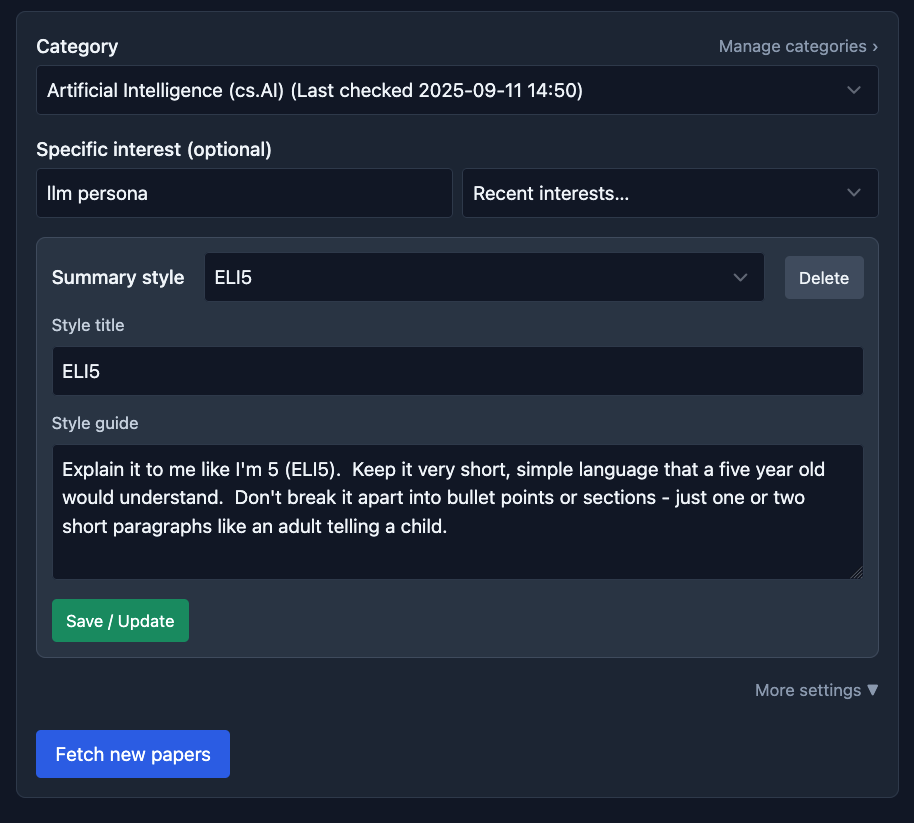 Category
Manage categories ›
Artificial Intelligence (cs.AI) (Last checked 2025-09-11 14:50)
Specific interest (optional)
llm persona
Recent interests...
Summary style
ELI5
Delete
Style title
ELI5
Style guide
Explain it to me like I'm 5 (ELI5).  Keep it very short, simple language that a five year old
would understand.  Don't break it apart into bullet points or sections - just one or two
short paragraphs like an adult telling a child.
Save / Update
More settings ▼
Fetch new papers